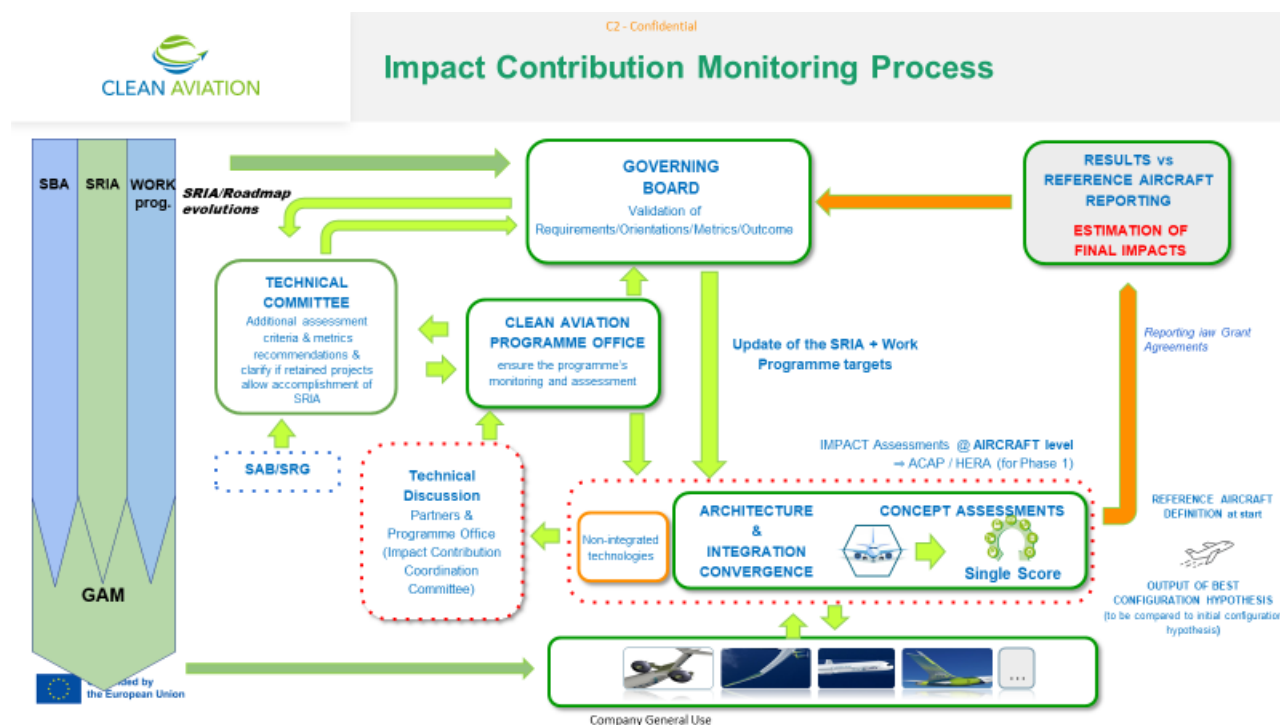 C2 - Confidential
CLEAN AVIATION
Impact Contribution Monitoring Process
SBA
SRIA
WORK
prog.
SRIA/Roadmap
evolutions
GOVERNING
BOARD
Validation of
Requirements/Orientations/Metrics/Outcome
RESULTS vs
REFERENCE AIRCRAFT
REPORTING
ESTIMATION OF
FINAL IMPACTS
TECHNICAL
COMMITTEE
Additional assessment
criteria & metrics
recommendations &
clarify if retained projects
allow accomplishment of
SRIA
CLEAN AVIATION
PROGRAMME OFFICE
ensure the programme's
monitoring and assessment
Update of the SRIA + Work
Programme targets
Reporting iaw Grant
Agreements
SAB/SRG
Technical
Discussion
Partners &
Programme Office
(Impact Contribution
Coordination
Committee)
IMPACT Assessments @ AIRCRAFT level
⇒ ACAP / HERA (for Phase 1)
Non-integrated
technologies
ARCHITECTURE
&
INTEGRATION
CONVERGENCE
CONCEPT ASSESSMENTS
Single Score
REFERENCE AIRCRAFT
DEFINITION at start
OUTPUT OF BEST
CONFIGURATION HYPOTHESIS
(to be compared to initial configuration
hypothesis)
GAM
by
the European Union
...
Company General Use